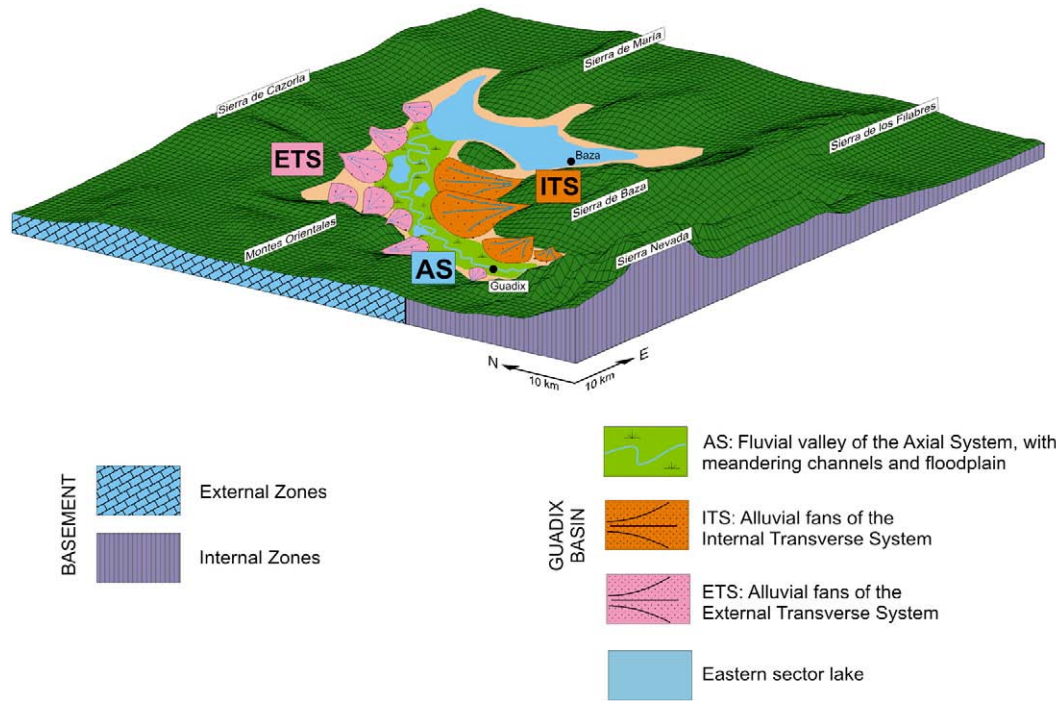 Sierra de María
Sierra de Cazorla
Sierra de los Filabres
Baza
ETS
ITS
Sierra de Baza
Montes Orientales
Sierra Nevada
AS
Guadix
N
E
10 km
10 km
BASEMENT
External Zones
Internal Zones
GUADIX
BASIN
AS: Fluvial valley of the Axial System, with
meandering channels and floodplain
ITS: Alluvial fans of the
Internal Transverse System
ETS: Alluvial fans of the
External Transverse System
Eastern sector lake